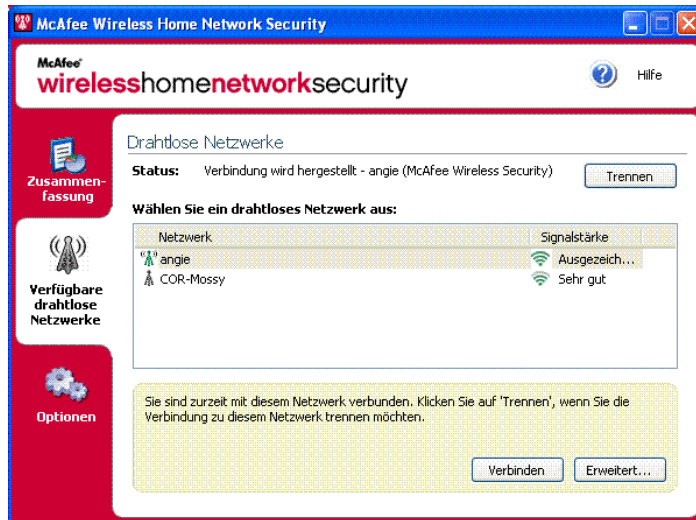 McAfee Wireless Home Network Security
McAfee
wirelesshomenetworksecurity
Hilfe
Zusammen-
fassung
Verfügbare
drahtlose
Netzwerke
Optionen
Drahtlose Netzwerke
Status: Verbindung wird hergestellt - angie (McAfee Wireless Security)
Trennen
Wählen Sie ein drahtloses Netzwerk aus:
Netzwerk Signalstärke
angie Ausgezeich...
COR-Mossy Sehr gut
Sie sind zurzeit mit diesem Netzwerk verbunden. Klicken Sie auf 'Trennen', wenn Sie die
Verbindung zu diesem Netzwerk trennen möchten.
Verbinden Erweitert...